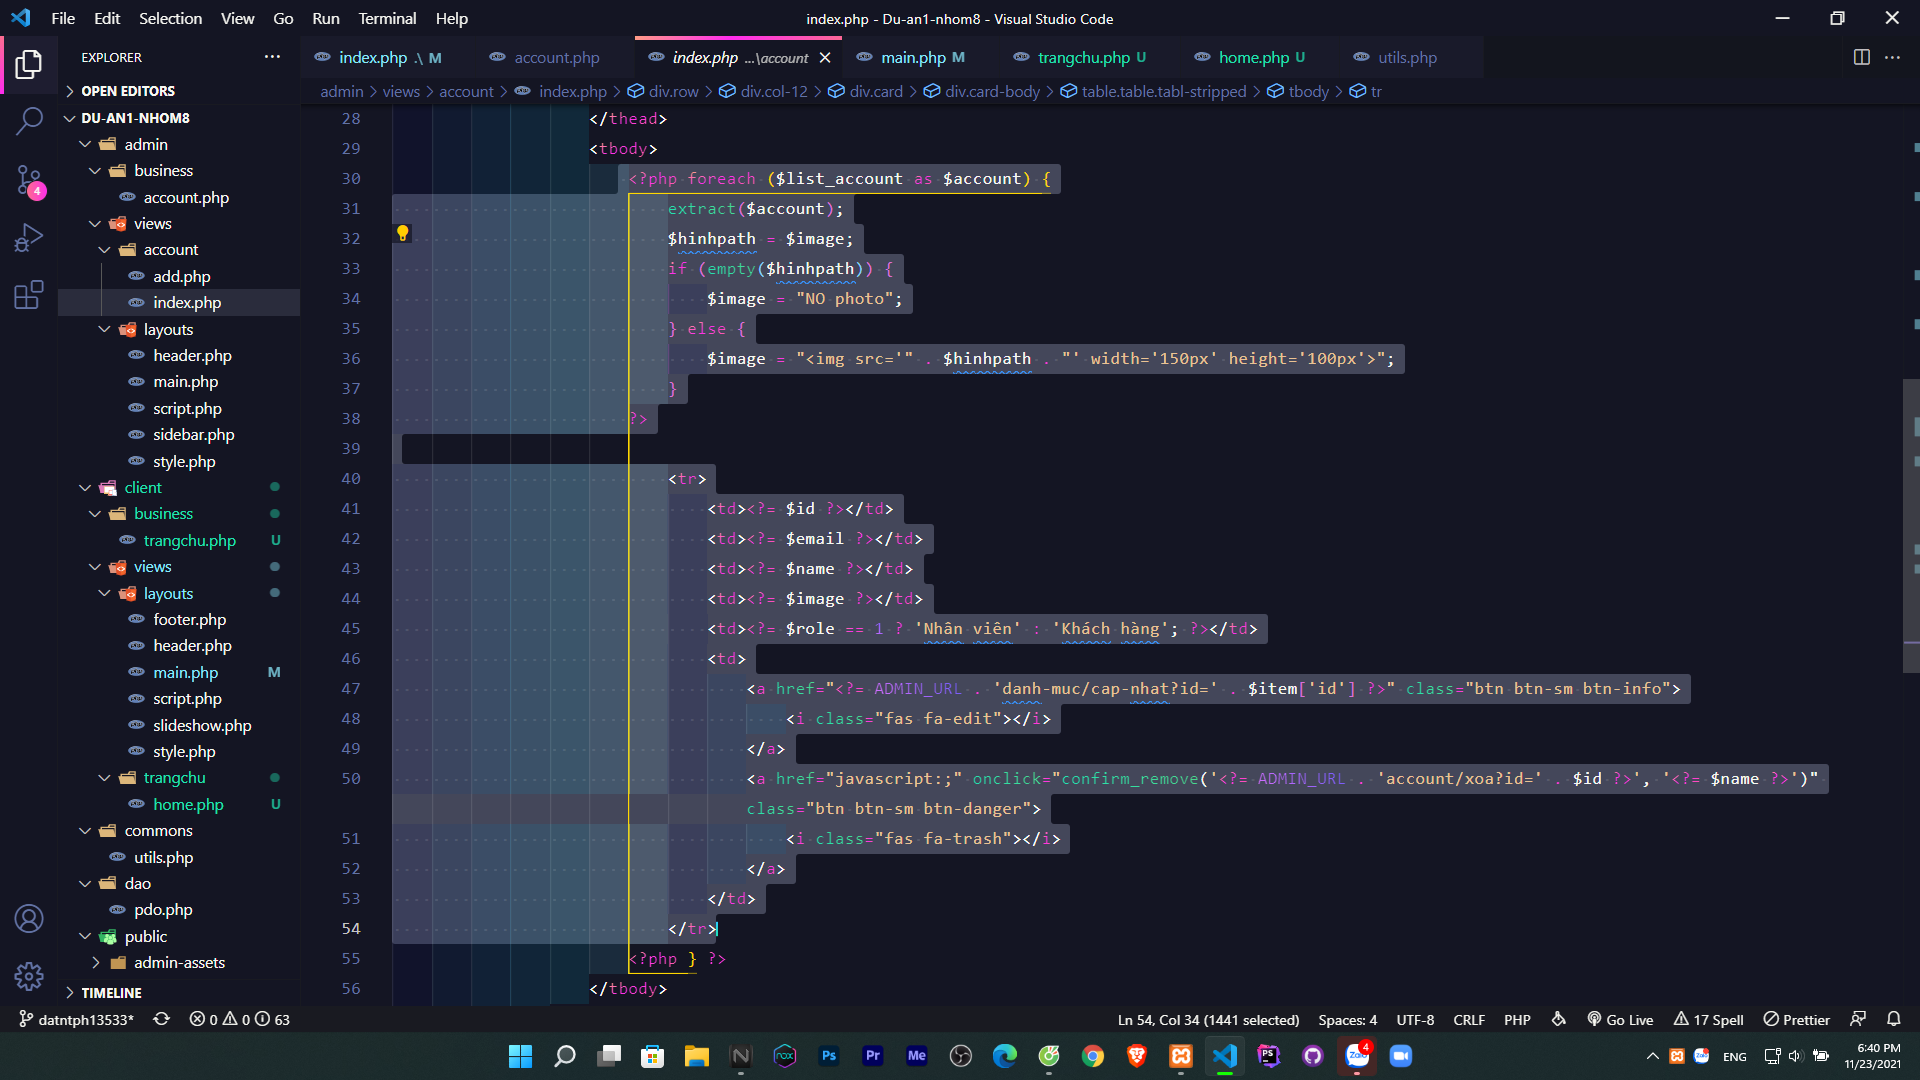 File Edit Selection View Go Run Terminal Help
index.php - Du-an1-nhom8 - Visual Studio Code
EXPLORER
index.php .\ M
account.php
index.php ...\account
main.php M
trangchu.php U
home.php U
utils.php
admin > views > account > index.php > div.row > div.col-12 > div.card > div.card-body > table.table.tabl-stripped > tbody > tr
OPEN EDITORS
DU-AN1-NHOM8
admin
business
account.php
views
account
add.php
index.php
layouts
header.php
main.php
script.php
sidebar.php
style.php
client
business
trangchu.php U
views
layouts
footer.php
header.php
main.php M
script.php
slideshow.php
style.php
trangchu
home.php U
commons
utils.php
dao
pdo.php
public
admin-assets
TIMELINE
4
28 </thead>
29 <tbody>
30 <?php foreach ($list_account as $account) {
31 extract($account);
32 $hinhpath = $image;
33 if (empty($hinhpath)) {
34 $image = "NO photo";
35 } else {
36 $image = "<img src='" . $hinhpath . "' width='150px' height='100px'>";
37 }
38 ?>
39
40 <tr>
41 <td><?= $id ?></td>
42 <td><?= $email ?></td>
43 <td><?= $name ?></td>
44 <td><?= $image ?></td>
45 <td><?= $role == 1 ? 'Nhân viên' : 'Khách hàng'; ?></td>
46 <td>
47 <a href="<?= ADMIN_URL . 'danh-muc/cap-nhat?id=' . $item['id'] ?>" class="btn btn-sm btn-info">
48 <i class="fas fa-edit"></i>
49 </a>
50 <a href="javascript:;" onclick="confirm_remove('<?= ADMIN_URL . 'account/xoa?id=' . $id ?>', '<?= $name ?>')"
class="btn btn-sm btn-danger">
51 <i class="fas fa-trash"></i>
52 </a>
53 </td>
54 </tr>
55 <?php } ?>
56 </tbody>
datntph13533* 0 0 63
Ln 54, Col 34 (1441 selected) Spaces: 4 UTF-8 CRLF PHP Go Live 17 Spell Prettier
nox Ps Pr Me PS Zalo 4
ENG
6:40 PM
11/23/2021